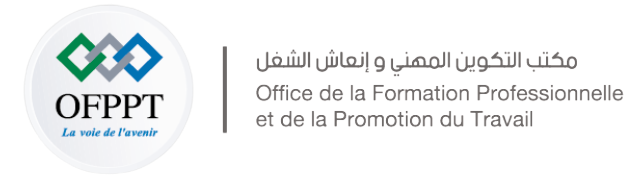 OFPPT
La voie de l'avenir
مكتب التكوين المهني و إنعاش الشغل
Office de la Formation Professionnelle
et de la Promotion du Travail